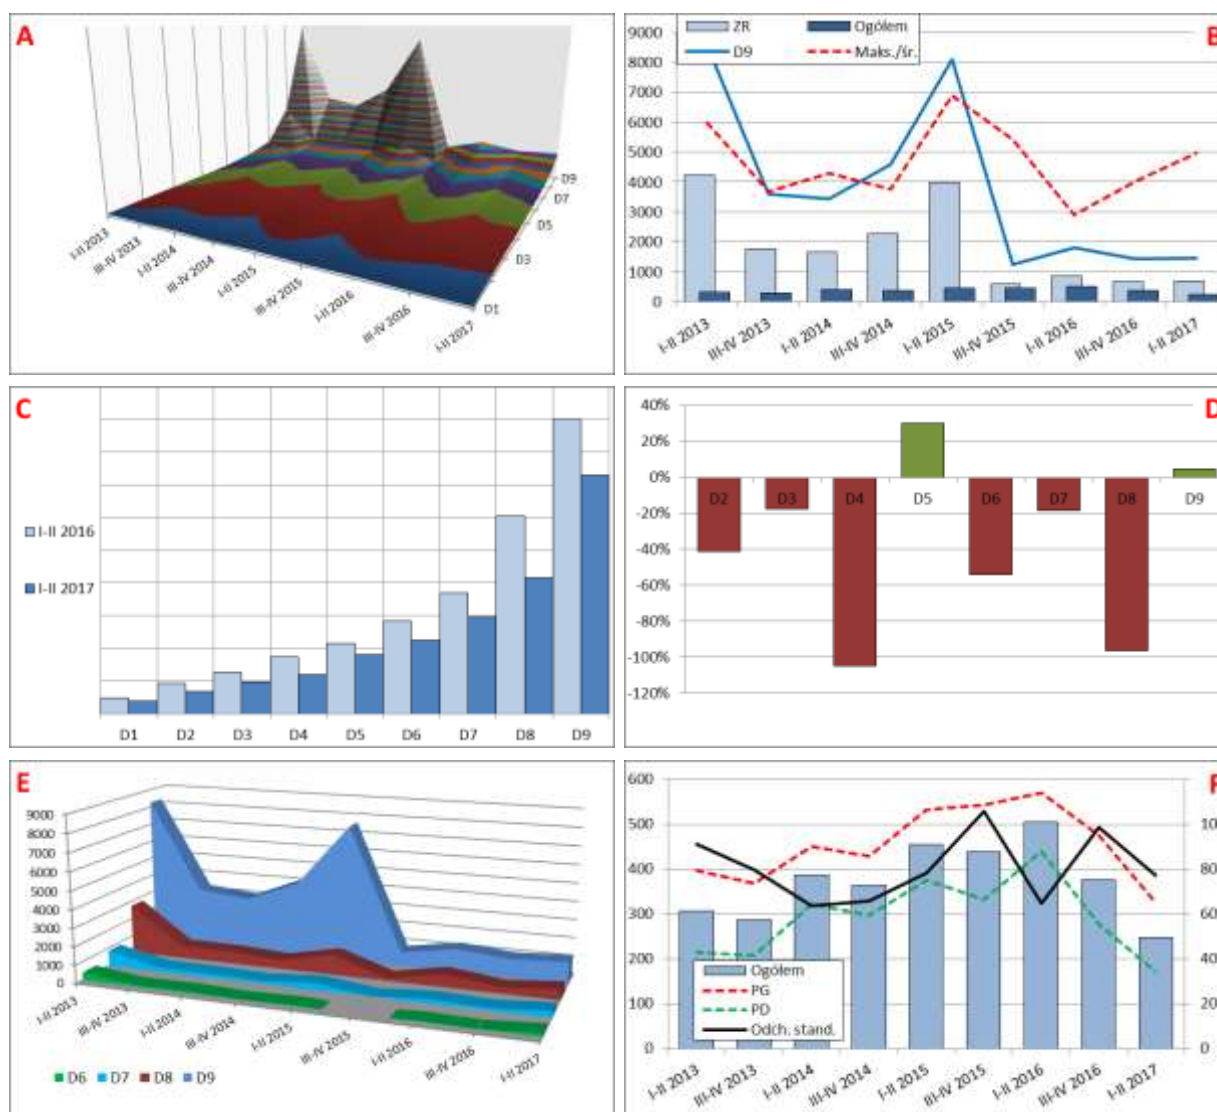 A
I-II 2013
III-IV 2013
I-II 2014
III-IV 2014
I-II 2015
III-IV 2015
I-II 2016
III-IV 2016
I-II 2017
D9
D7
D5
D3
D1
B
ZR
Ogółem
D9
Maks./śr.
9000
8000
7000
6000
5000
4000
3000
2000
1000
0
I-II 2013
III-IV 2013
I-II 2014
III-IV 2014
I-II 2015
III-IV 2015
I-II 2016
III-IV 2016
I-II 2017
C
I-II 2016
I-II 2017
D1 D2 D3 D4 D5 D6 D7 D8 D9
D
40%
20%
0%
-20%
-40%
-60%
-80%
-100%
-120%
D2 D3 D4 D5 D6 D7 D8 D9
E
9000
8000
7000
6000
5000
4000
3000
2000
1000
0
I-II 2013
III-IV 2013
I-II 2014
III-IV 2014
I-II 2015
III-IV 2015
I-II 2016
III-IV 2016
I-II 2017
D6 D7 D8 D9
600
500
400
300
200
100
0
80
60
40
20
0
Ogółem
PG
PD
Odch. stand.
I-II 2013
III-IV 2013
I-II 2014
III-IV 2014
I-II 2015
III-IV 2015
I-II 2016
III-IV 2016
I-II 2017